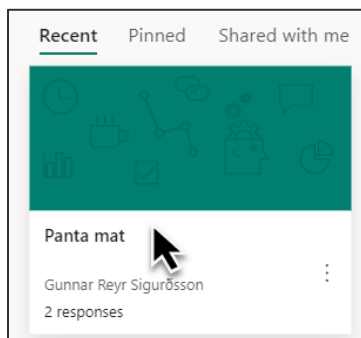 Recent Pinned Shared with me
Panta mat
Gunnar Reyr Sigurðsson
2 responses